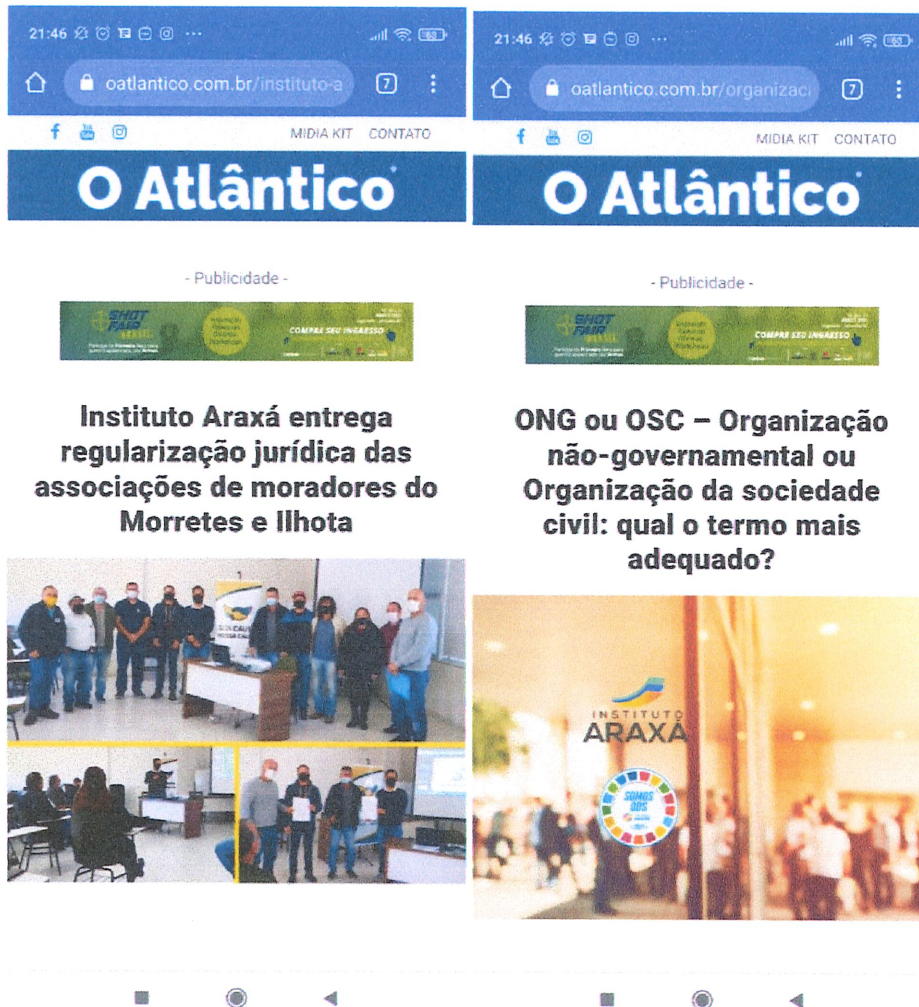 21:46
oatlantico.com.br/instituto-a
7
MIDIA KIT CONTATO
O Atlântico
- Publicidade -
SHOT
FAIR
BRASIL
COMPRE SEU INGRESSO
Instituto Araxá entrega
regularização jurídica das
associações de moradores do
Morretes e Ilhota
21:46
oatlantico.com.br/organizaci
7
MIDIA KIT CONTATO
O Atlântico
- Publicidade -
SHOT
FAIR
BRASIL
COMPRE SEU INGRESSO
ONG ou OSC – Organização
não-governamental ou
Organização da sociedade
civil: qual o termo mais
adequado?
INSTITUTO
ARAXÁ
SOMOS
ODS